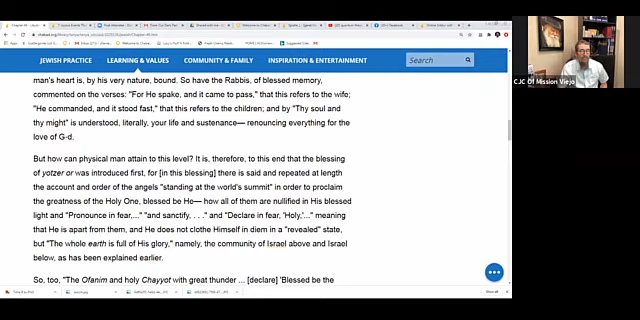 JEWISH PRACTICE LEARNING & VALUES COMMUNITY & FAMILY INSPIRATION & ENTERTAINMENT Search
man's heart is, by his very nature, bound. So have the Rabbis, of blessed memory,
commented on the verses: "For He spake, and it came to pass," that this refers to the wife;
"He commanded, and it stood fast," that this refers to the children; and by "Thy soul and
thy might" is understood, literally, your life and sustenance— renouncing everything for the
love of G-d.
But how can physical man attain to this level? It is, therefore, to this end that the blessing
of yotzer or was introduced first, for [in this blessing] there is said and repeated at length
the account and order of the angels "standing at the world's summit" in order to proclaim
the greatness of the Holy One, blessed be He— how all of them are nullified in His blessed
light and "Pronounce in fear,..." "and sanctify, . . ." and "Declare in fear, 'Holy,'..." meaning
that He is apart from them, and He does not clothe Himself in diem in a "revealed" state,
but "The whole earth is full of His glory," namely, the community of Israel above and Israel
below, as has been explained earlier.
So, too, "The Ofanim and holy Chayyot with great thunder ... [declare] 'Blessed be the
CJC Of Mission Viejo
Show all